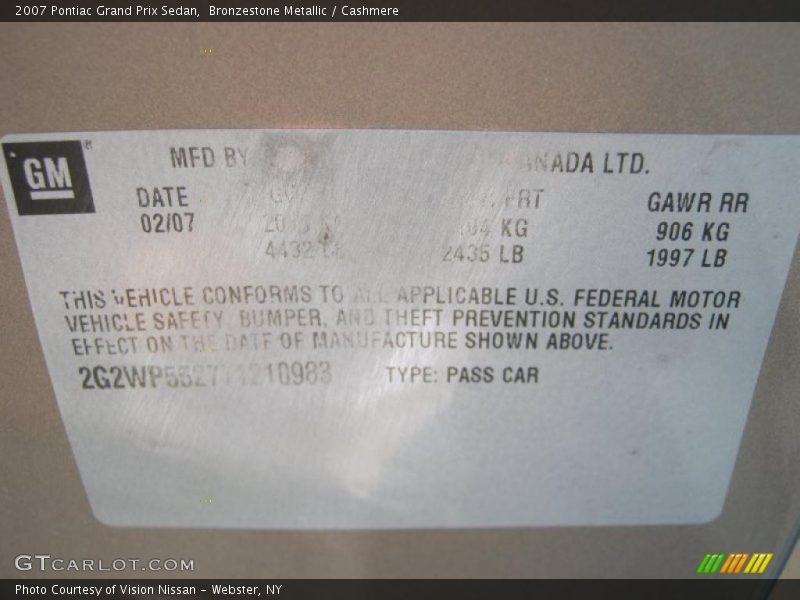 2007 Pontiac Grand Prix Sedan, Bronzestone Metallic / Cashmere
GM
MFD BY LTD.
DATE GAWR RR
02/07 KG 906 KG
4432 2435 LB 1997 LB
THIS VEHICLE CONFORMS TO ALL APPLICABLE U.S. FEDERAL MOTOR
VEHICLE SAFETY, BUMPER, AND THEFT PREVENTION STANDARDS IN
EFFECT ON THE DATE OF MANUFACTURE SHOWN ABOVE.
TYPE: PASS CAR
GTCARLOT.COM
Photo Courtesy of Vision Nissan - Webster, NY